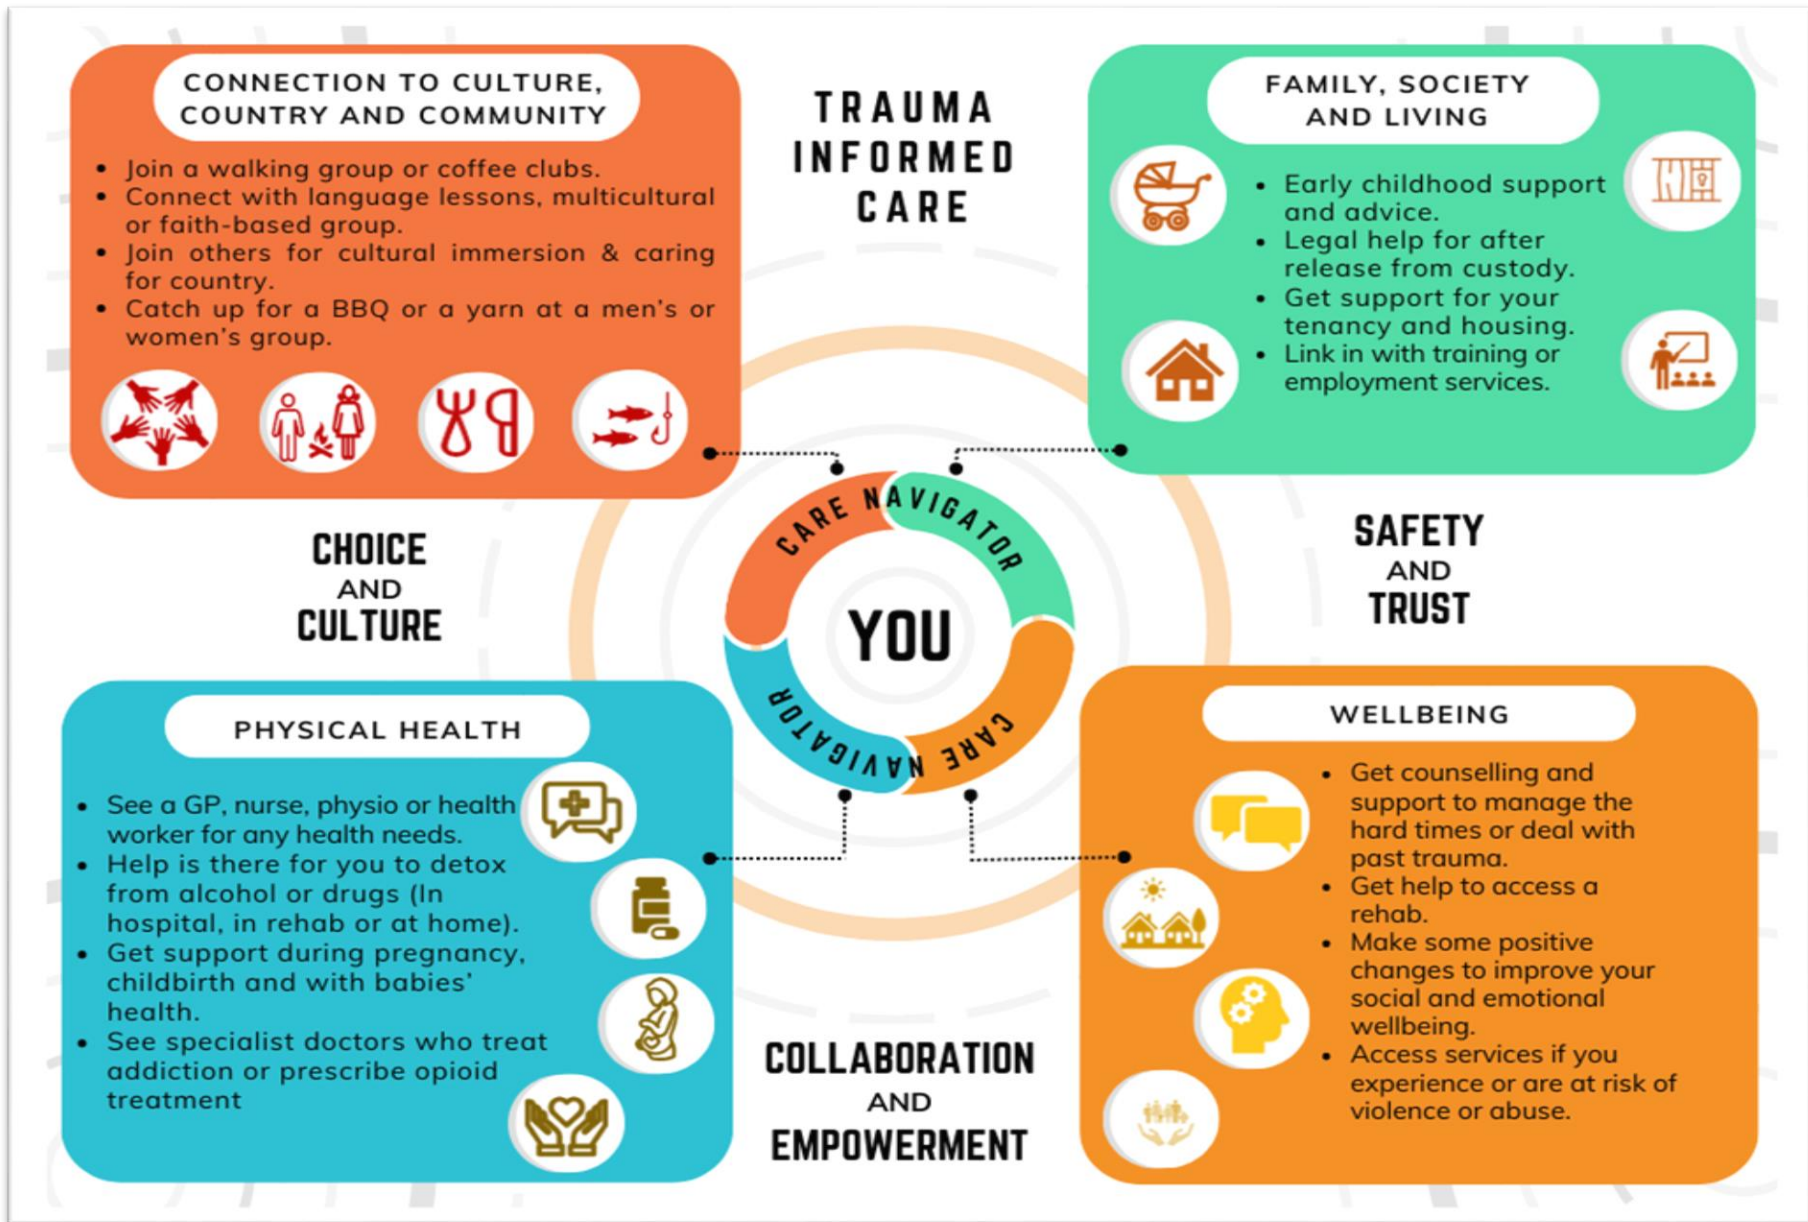 CONNECTION TO CULTURE,
COUNTRY AND COMMUNITY
• Join a walking group or coffee clubs.
• Connect with language lessons, multicultural
or faith-based group.
• Join others for cultural immersion & caring
for country.
• Catch up for a BBQ or a yarn at a men's or
women's group.
TRAUMA
INFORMED
CARE
FAMILY, SOCIETY
AND LIVING
• Early childhood support
and advice.
• Legal help for after
release from custody.
• Get support for your
tenancy and housing.
• Link in with training or
employment services.
CHOICE
AND
CULTURE
CARE NAVIGATOR
YOU
CARE NAVIGATOR
SAFETY
AND
TRUST
PHYSICAL HEALTH
• See a GP, nurse, physio or health
worker for any health needs.
• Help is there for you to detox
from alcohol or drugs (In
hospital, in rehab or at home).
• Get support during pregnancy,
childbirth and with babies'
health.
• See specialist doctors who treat
addiction or prescribe opioid
treatment
COLLABORATION
AND
EMPOWERMENT
WELLBEING
• Get counselling and
support to manage the
hard times or deal with
past trauma.
• Get help to access a
rehab.
• Make some positive
changes to improve your
social and emotional
wellbeing.
• Access services if you
experience or are at risk of
violence or abuse.